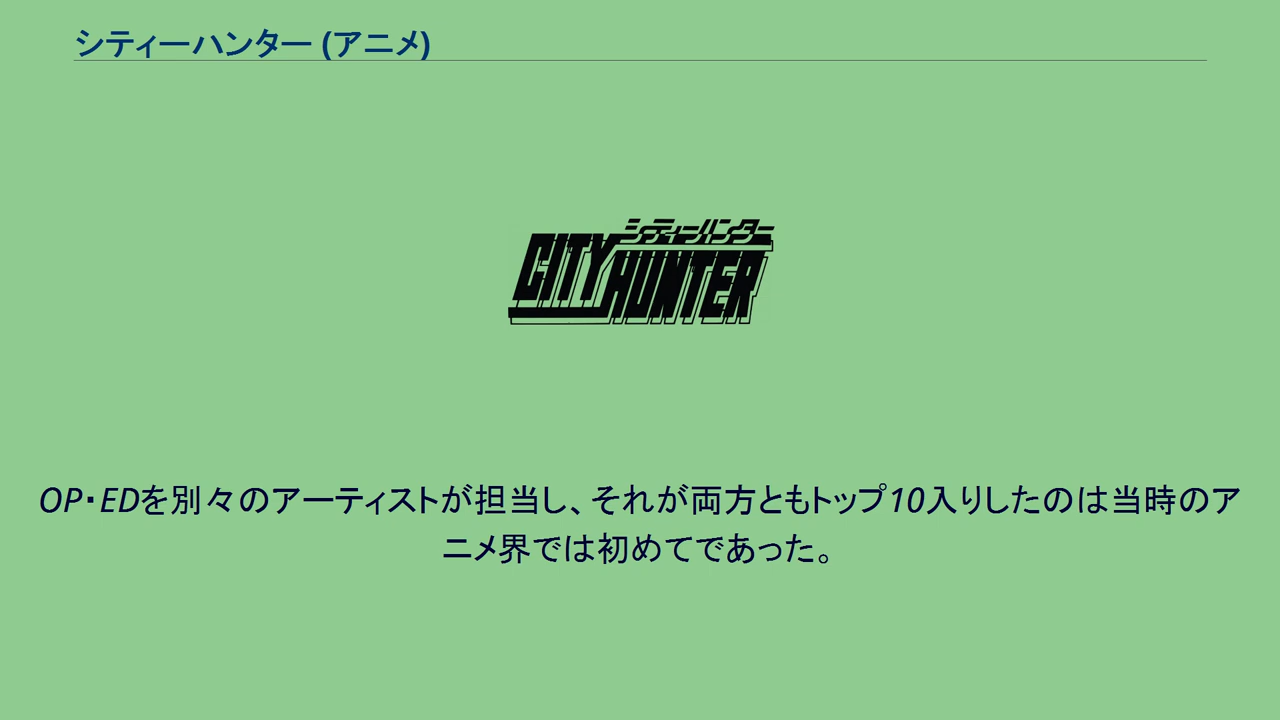 シティーハンター (アニメ)
シティーハンター
CITY HUNTER
OP・EDを別々のアーティストが担当し、それが両方ともトップ10入りしたのは当時のア
ニメ界では初めてであった。